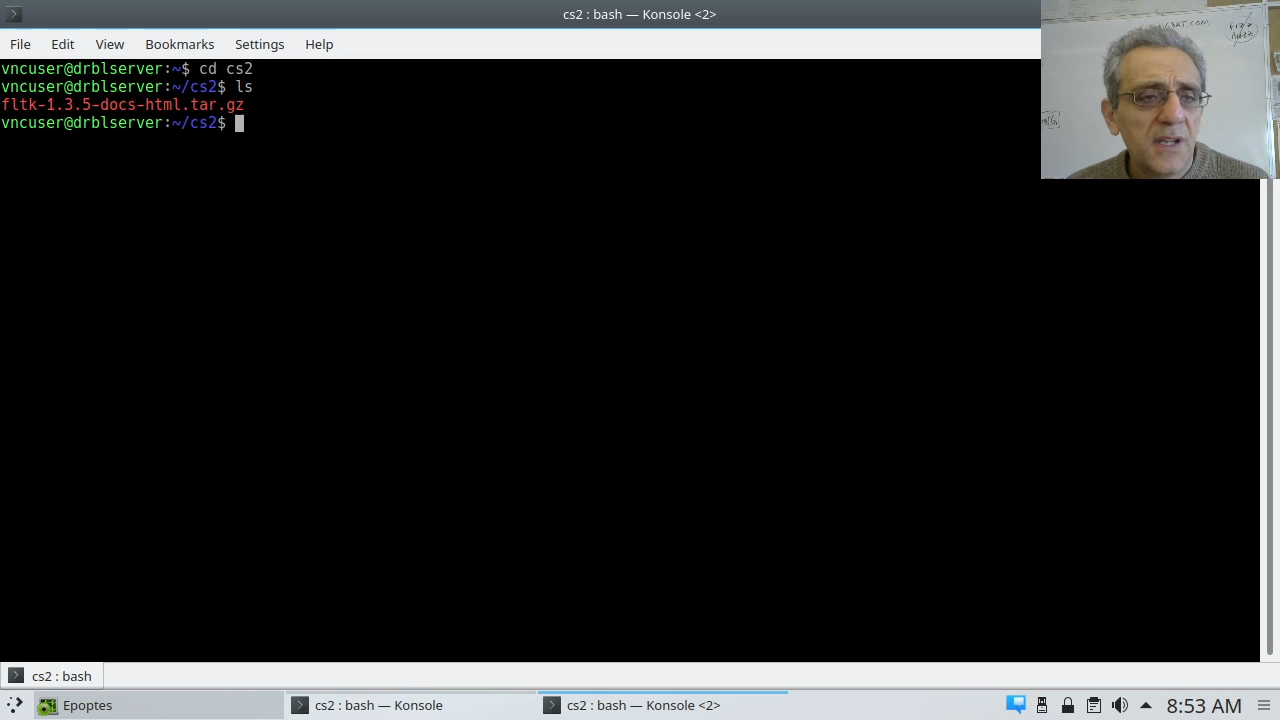 cs2 : bash — Konsole <2>
File Edit View Bookmarks Settings Help
vncuser@drblserver:~$ cd cs2
vncuser@drblserver:~/cs2$ ls
fltk-1.3.5-docs-html.tar.gz
vncuser@drblserver:~/cs2$
cs2 : bash
Epoptes
cs2 : bash — Konsole
cs2 : bash — Konsole <2>
8:53 AM